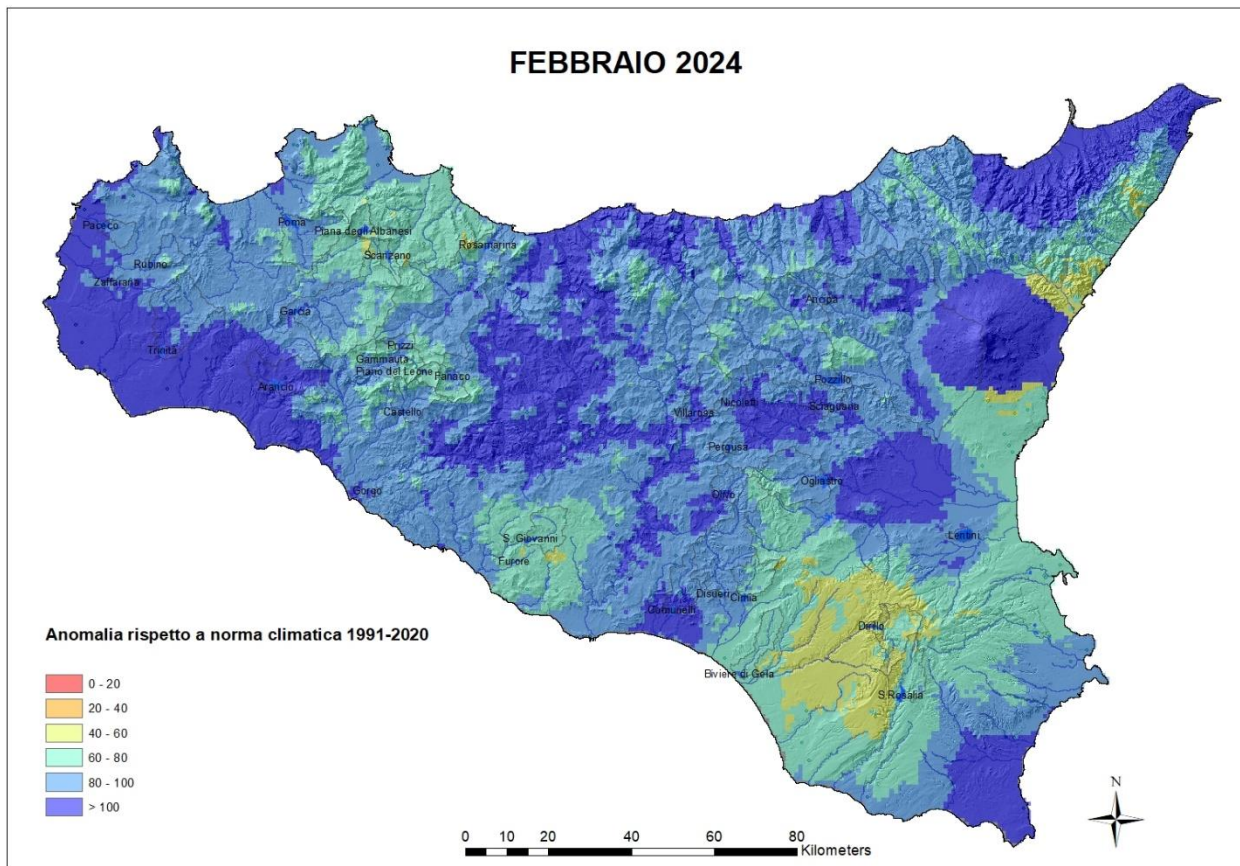 FEBBRAIO 2024
Paceco
Poma
Piana degli Albanesi
Rosamarina
Scanzano
Rubino
Zaffarana
Garcia
Ancipa
Trinità
Prizzi
Gammauta
Piano del Leone
Fanaco
Arancio
Castello
Pozzillo
Nicoletti
Sciaguana
Villarosa
Pergusa
Gorgo
Ogliastro
Olivo
S. Giovanni
Furore
Lentini
Disueri
Cimia
Comunelli
Dirillo
Biviere di Gela
S.Rosalia
Anomalia rispetto a norma climatica 1991-2020
0 - 20
20 - 40
40 - 60
60 - 80
80 - 100
> 100
N
0 5 10 20 40 60 80
Kilometers